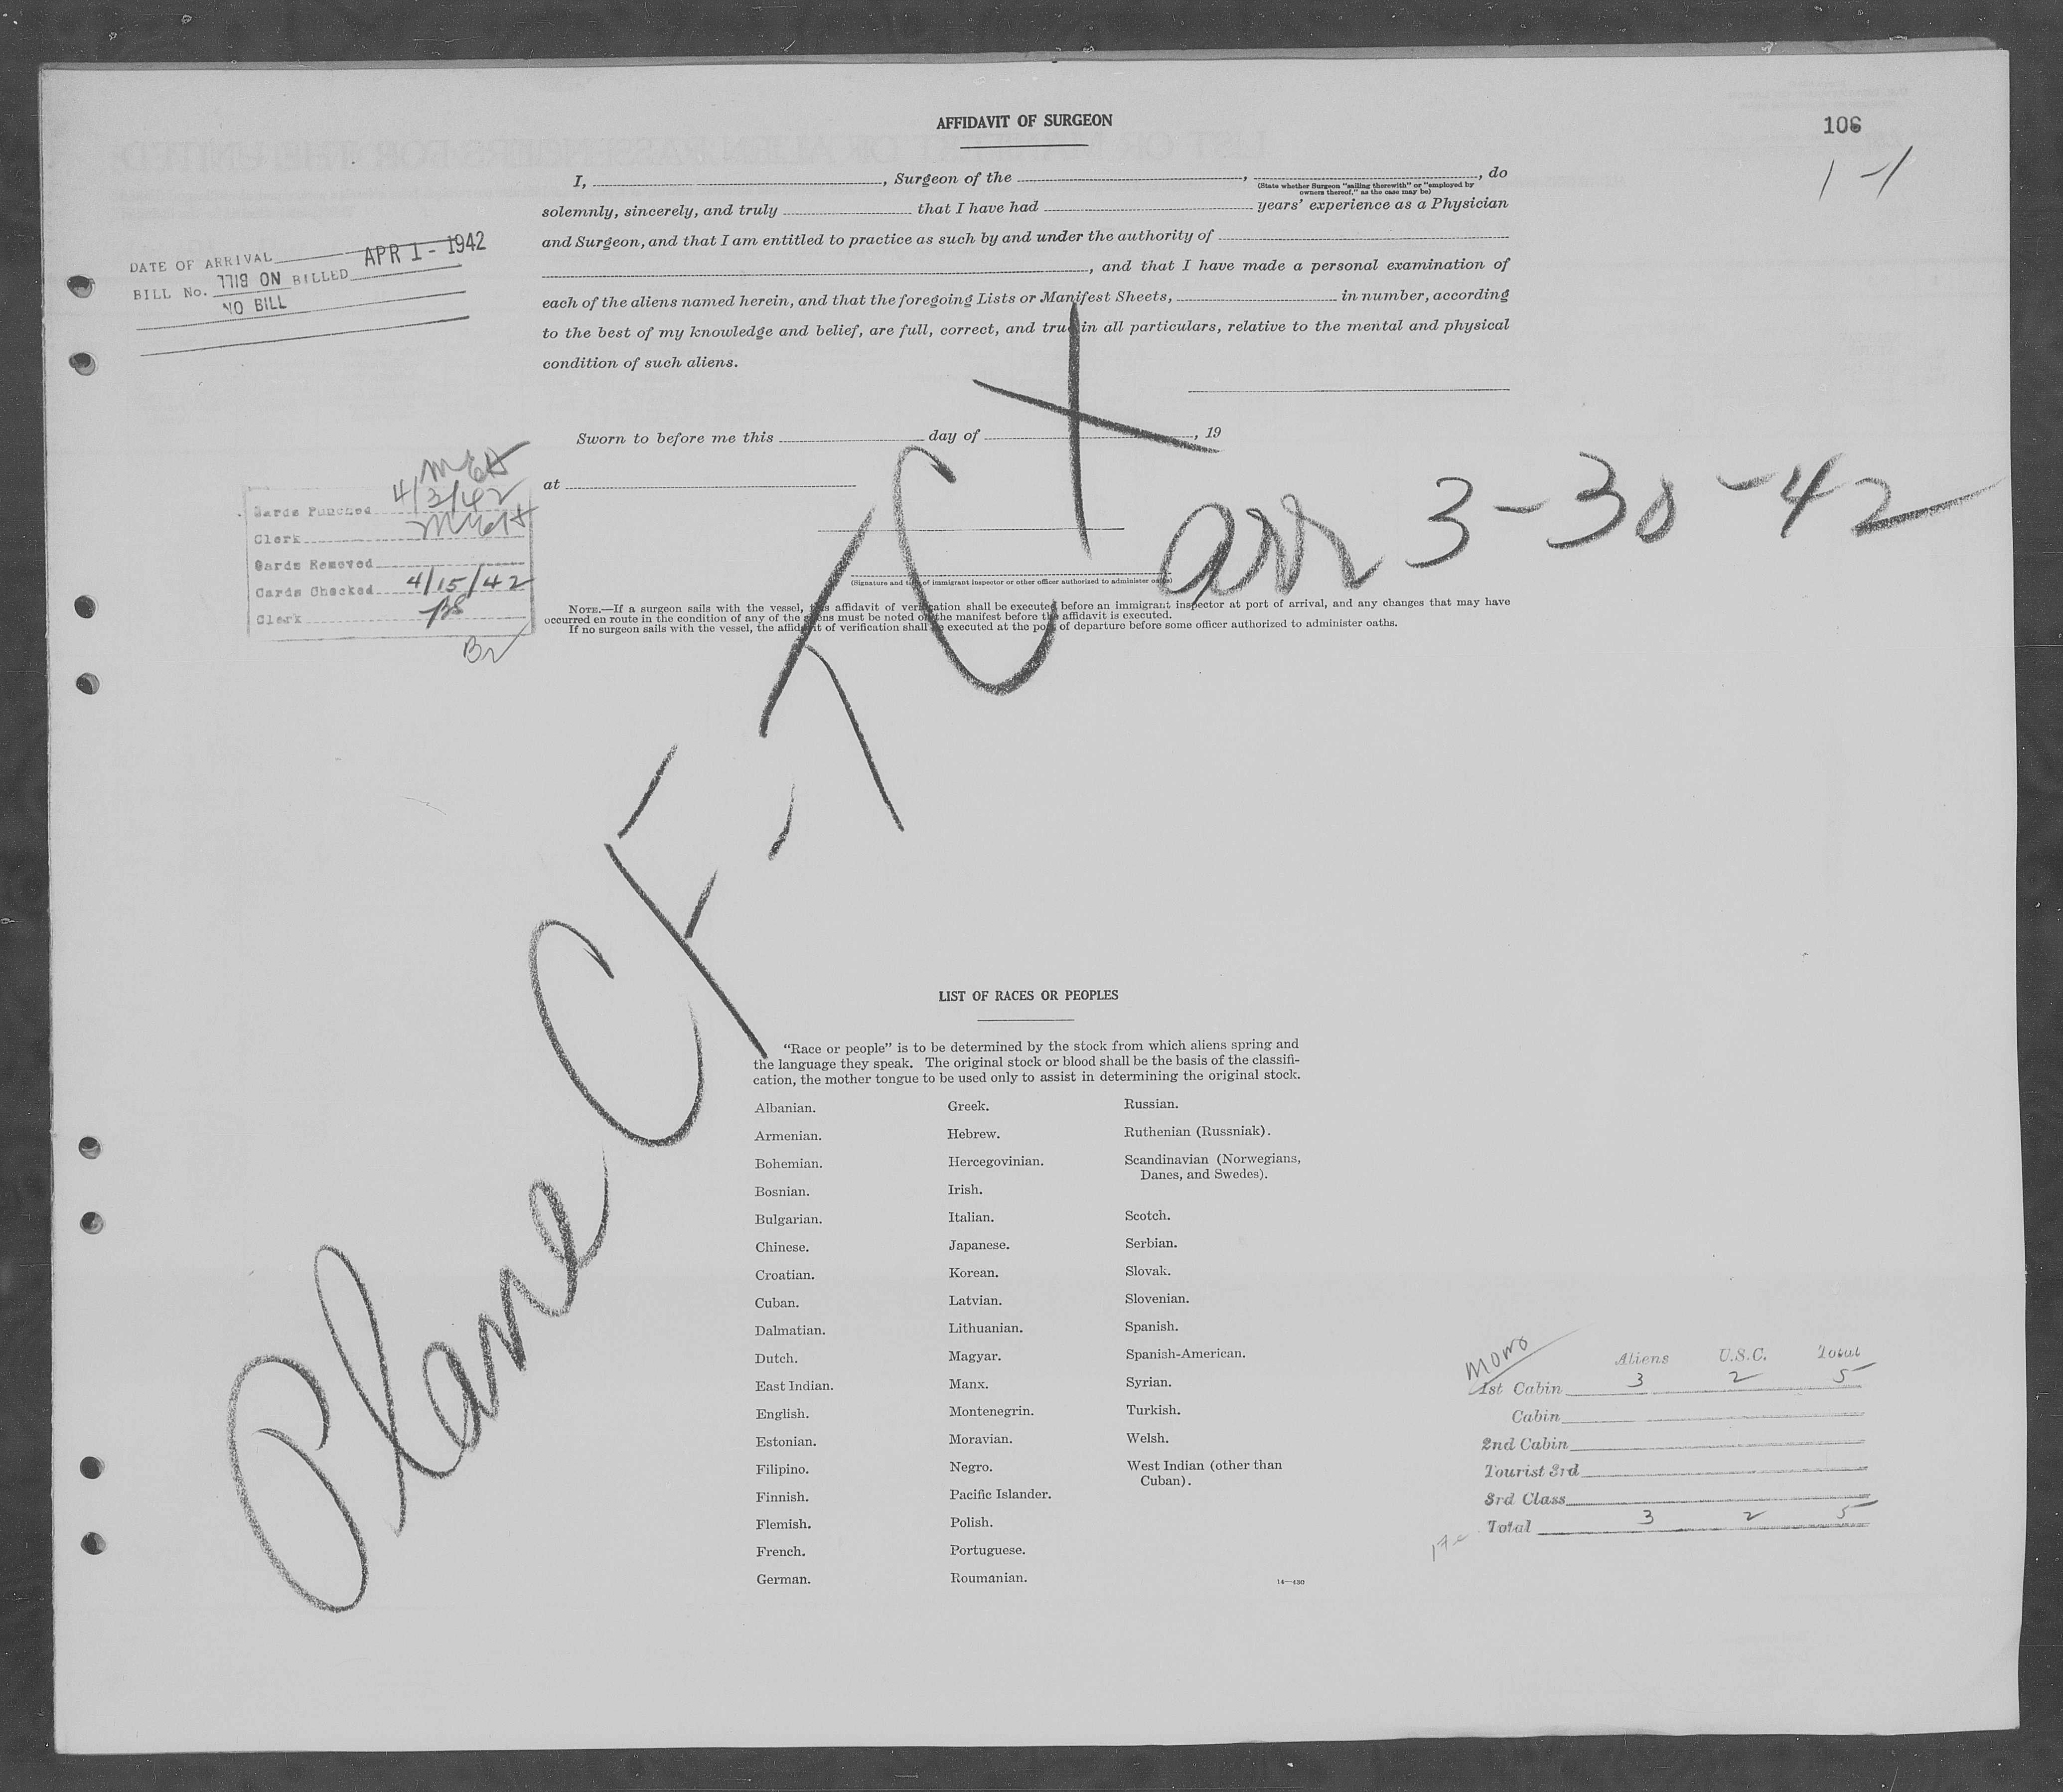 AFFIDAVIT OF SURGEON
106
1-1
I, , Surgeon of the , , do
(State whether Surgeon "sailing therewith" or "employed by
owners thereof," as the case may be)
solemnly, sincerely, and truly that I have had years' experience as a Physician
and Surgeon, and that I am entitled to practice as such by and under the authority of
, and that I have made a personal examination of
each of the aliens named herein, and that the foregoing Lists or Manifest Sheets, in number, according
to the best of my knowledge and belief, are full, correct, and true in all particulars, relative to the mental and physical
condition of such aliens.
DATE OF ARRIVAL APR 1 - 1942
BILL No. NO BILL BILLED
NO BILL
Sworn to before me this day of , 19
at
(Signature and title of immigrant inspector or other officer authorized to administer oaths)
Cards Punched 4/3/42
Clerk
Cards Removed
Cards Checked 4/15/42
Clerk
NOTE.—If a surgeon sails with the vessel, this affidavit of verification shall be executed before an immigrant inspector at port of arrival, and any changes that may have
occurred en route in the condition of any of the aliens must be noted on the manifest before the affidavit is executed.
If no surgeon sails with the vessel, the affidavit of verification shall be executed at the port of departure before some officer authorized to administer oaths.
Plane CF-TCT
arr 3-30-42
LIST OF RACES OR PEOPLES
"Race or people" is to be determined by the stock from which aliens spring and
the language they speak. The original stock or blood shall be the basis of the classifi-
cation, the mother tongue to be used only to assist in determining the original stock.
Albanian.
Armenian.
Bohemian.
Bosnian.
Bulgarian.
Chinese.
Croatian.
Cuban.
Dalmatian.
Dutch.
East Indian.
English.
Estonian.
Filipino.
Finnish.
Flemish.
French.
German.
Greek.
Hebrew.
Hercegovinian.
Irish.
Italian.
Japanese.
Korean.
Latvian.
Lithuanian.
Magyar.
Manx.
Montenegrin.
Moravian.
Negro.
Pacific Islander.
Polish.
Portuguese.
Roumanian.
Russian.
Ruthenian (Russniak).
Scandinavian (Norwegians,
Danes, and Swedes).
Scotch.
Serbian.
Slovak.
Slovenian.
Spanish.
Spanish-American.
Syrian.
Turkish.
Welsh.
West Indian (other than
Cuban).
14—430
mono
Aliens U.S.C. Total
1st Cabin 3 2 5
Cabin
2nd Cabin
Tourist 3rd
3rd Class
Total 3 2 5